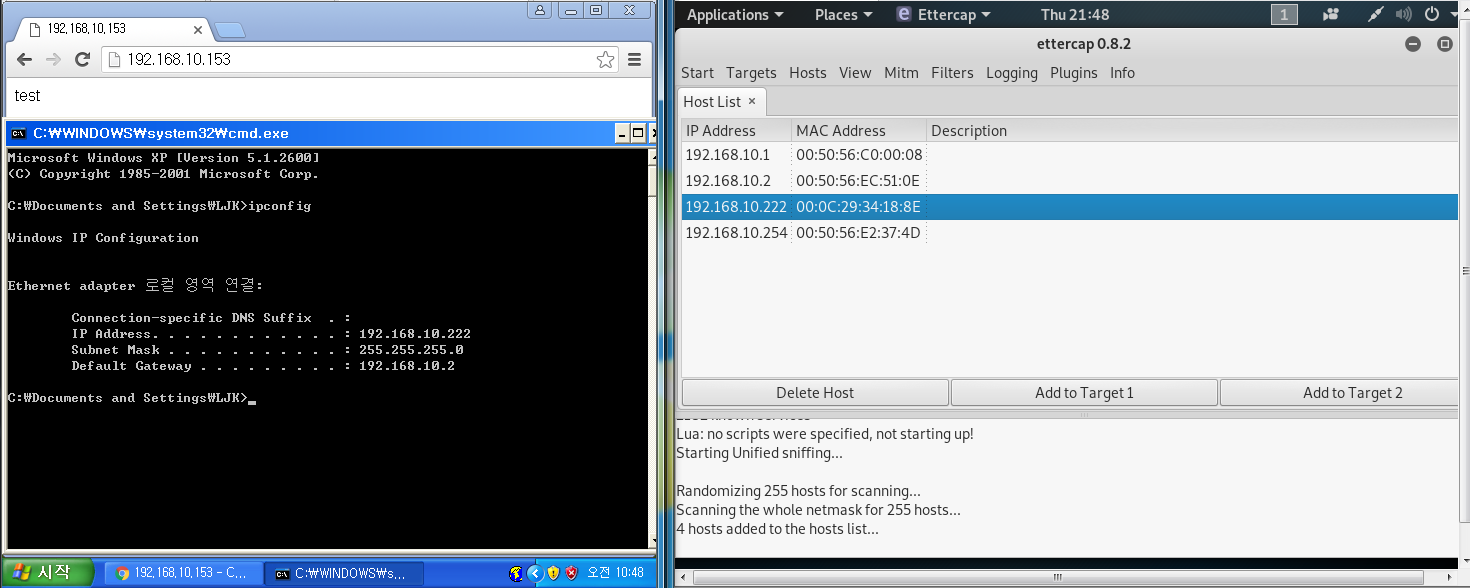 192.168.10.153
192.168.10.153
test
C:₩WINDOWS₩system32₩cmd.exe
Microsoft Windows XP [Version 5.1.2600]
(C) Copyright 1985-2001 Microsoft Corp.
C:₩Documents and Settings₩LJK>ipconfig
Windows IP Configuration
Ethernet adapter 로컬 영역 연결:
Connection-specific DNS Suffix . :
IP Address. . . . . . . . . . . . : 192.168.10.222
Subnet Mask . . . . . . . . . . . : 255.255.255.0
Default Gateway . . . . . . . . . : 192.168.10.2
C:₩Documents and Settings₩LJK>_
시작
192.168.10.153 - C...
C:₩WINDOWS₩s...
오전 10:48
Applications Places Ettercap Thu 21:48 1
ettercap 0.8.2
Start Targets Hosts View Mitm Filters Logging Plugins Info
Host List ×
IP Address MAC Address Description
192.168.10.1 00:50:56:C0:00:08
192.168.10.2 00:50:56:EC:51:0E
192.168.10.222 00:0C:29:34:18:8E
192.168.10.254 00:50:56:E2:37:4D
Delete Host Add to Target 1 Add to Target 2
Lua: no scripts were specified, not starting up!
Starting Unified sniffing...
Randomizing 255 hosts for scanning...
Scanning the whole netmask for 255 hosts...
4 hosts added to the hosts list...